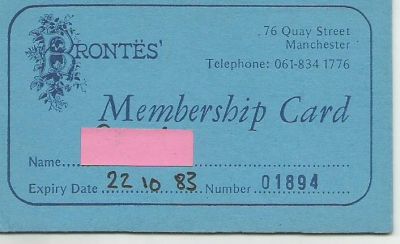 BRONTËS'
76 Quay Street
Manchester
Telephone: 061-834 1776
Membership Card
Name
Expiry Date 22 10 83 Number 01894